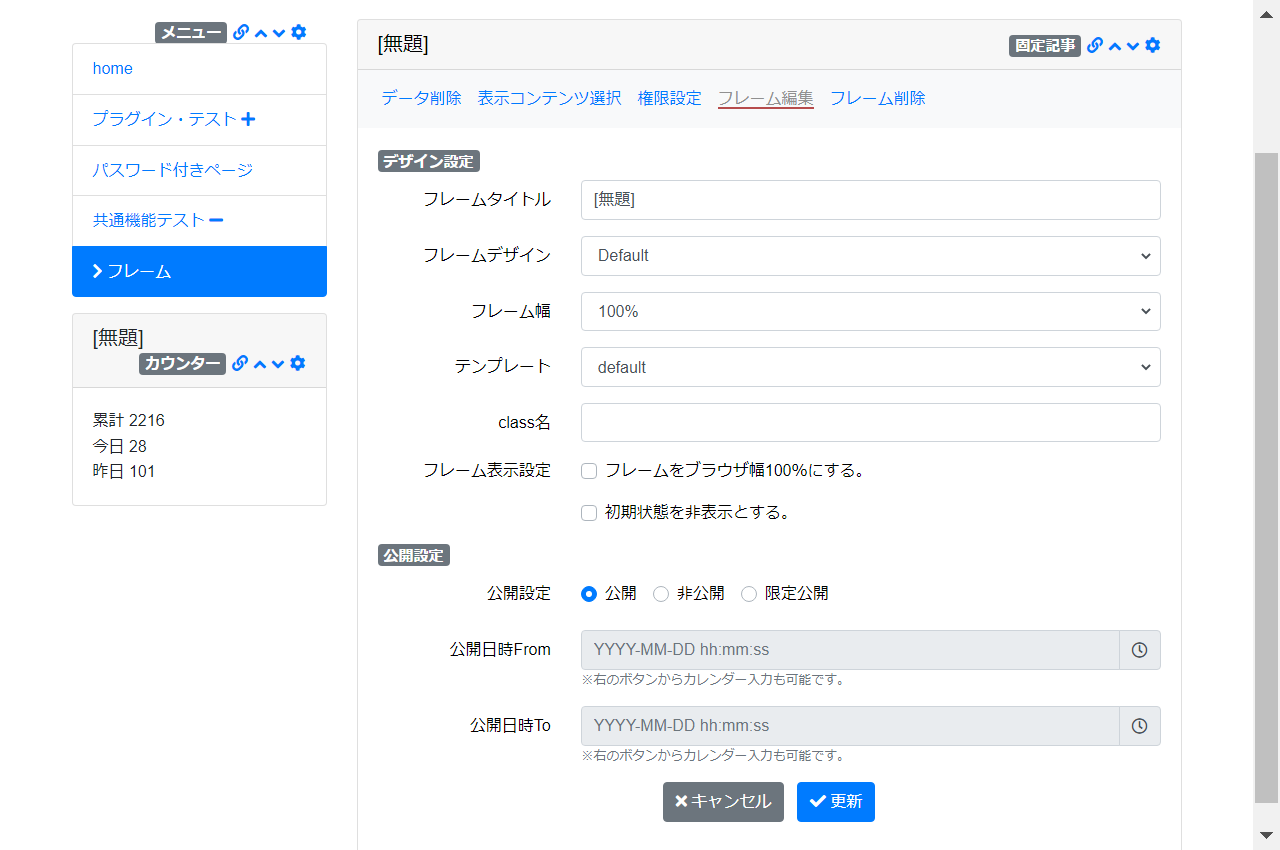 メニュー
home
プラグイン・テスト
パスワード付きページ
共通機能テスト
フレーム
[無題]
カウンター
累計 2216
今日 28
昨日 101
[無題]
固定記事
データ削除 表示コンテンツ選択 権限設定 フレーム編集 フレーム削除
デザイン設定
フレームタイトル [無題]
フレームデザイン Default
フレーム幅 100%
テンプレート default
class名
フレーム表示設定 フレームをブラウザ幅100%にする。
初期状態を非表示とする。
公開設定
公開設定 公開 非公開 限定公開
公開日時From YYYY-MM-DD hh:mm:ss
※右のボタンからカレンダー入力も可能です。
公開日時To YYYY-MM-DD hh:mm:ss
※右のボタンからカレンダー入力も可能です。
キャンセル 更新